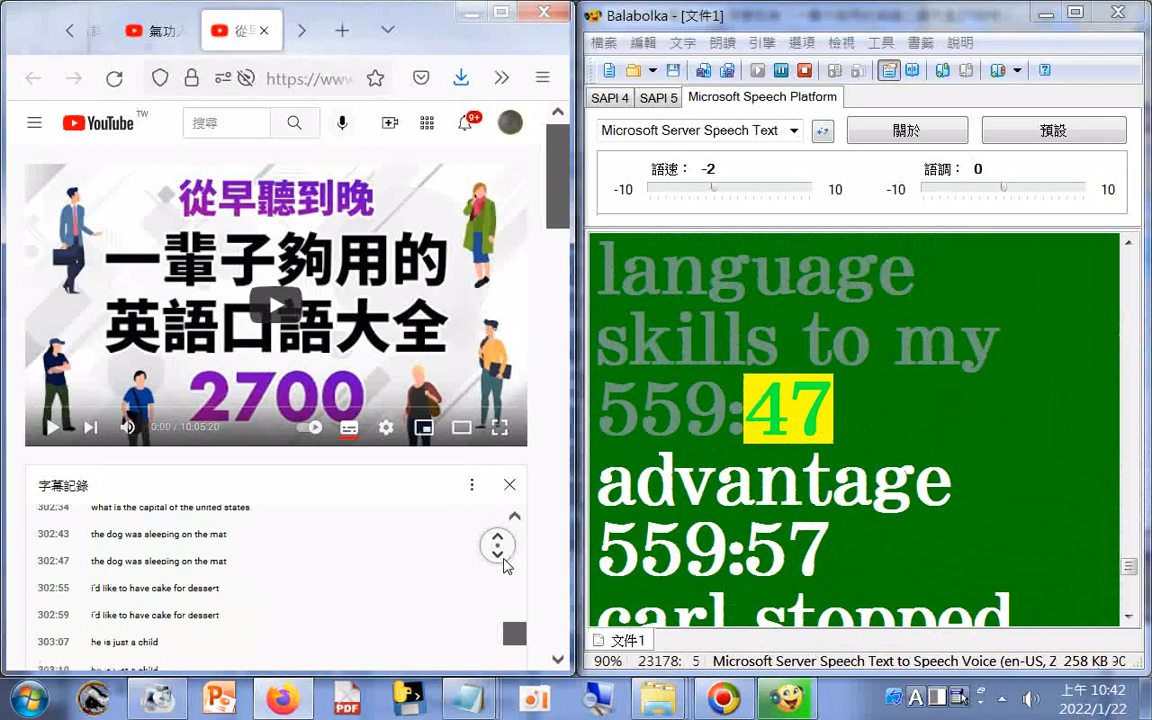 氣功
從
https://www
YouTube TW
搜尋
9+
從早聽到晚
一輩子夠用的
英語口語大全
2700
0:00 / 10:05:20
字幕記錄
302:34 what is the capital of the united states
302:43 the dog was sleeping on the mat
302:47 the dog was sleeping on the mat
302:55 i'd like to have cake for dessert
302:59 i'd like to have cake for dessert
303:07 he is just a child
303:10 he is just a child
Balabolka - [文件1]
檔案 編輯 文字 朗讀 引擎 選項 檢視 工具 書籤 說明
SAPI 4 SAPI 5 Microsoft Speech Platform
Microsoft Server Speech Text 關於 預設
語速： -2 語調： 0
-10 10 -10 10
language
skills to my
559:47
advantage
559:57
carl stopped
文件1
90% 23178: 5 Microsoft Server Speech Text to Speech Voice (en-US, Z 258 KB
PDF
A
上午 10:42
2022/1/22